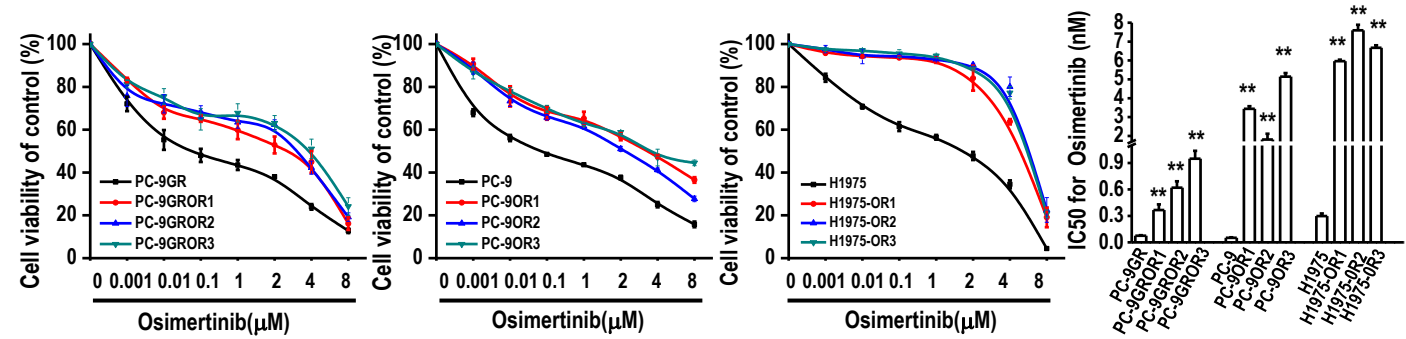 Cell viability of control (%)
100
80
60
40
20
0
PC-9GR
PC-9GROR1
PC-9GROR2
PC-9GROR3
0 0.001 0.01 0.1 1 2 4 8
Osimertinib(μM)
Cell viability of control (%)
100
80
60
40
20
0
PC-9
PC-9OR1
PC-9OR2
PC-9OR3
0 0.001 0.01 0.1 1 2 4 8
Osimertinib(μM)
Cell viability of control (%)
100
80
60
40
20
0
H1975
H1975-OR1
H1975-OR2
H1975-OR3
0 0.001 0.01 0.1 1 2 4 8
Osimertinib(μM)
IC50 for Osimertinib (nM)
8
7
6
5
4
3
2
0.9
0.6
0.3
0.0
** ** ** ** ** ** ** ** **
PC-9GR
PC-9GROR1
PC-9GROR2
PC-9GROR3
PC-9
PC-9OR1
PC-9OR2
PC-9OR3
H1975
H1975-OR1
H1975-0R2
H1975-0R3